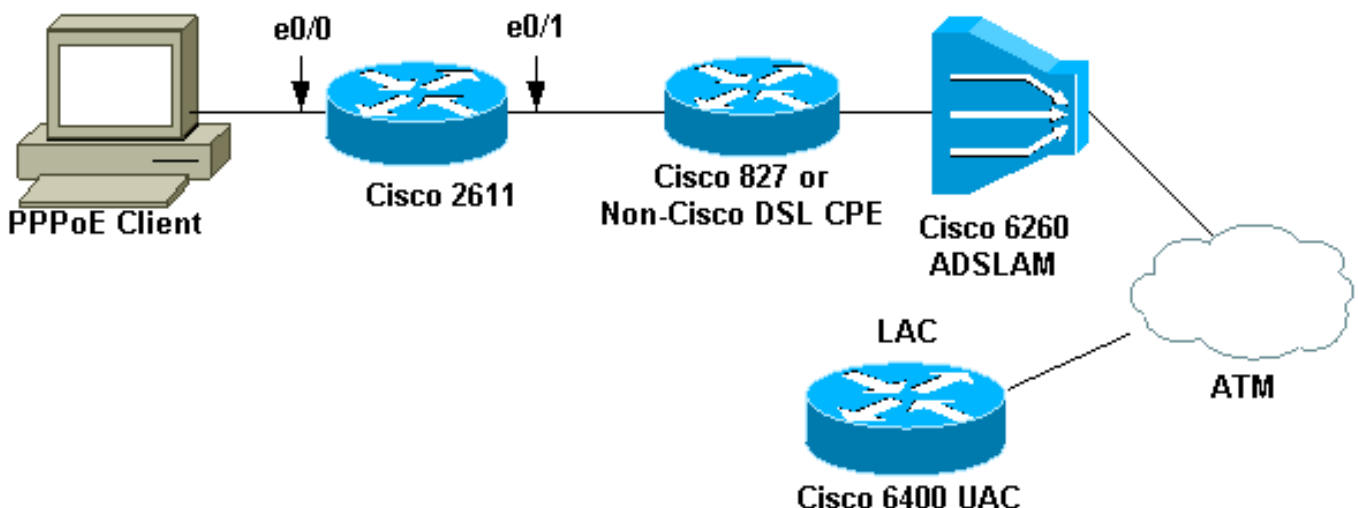 e0/0
e0/1
PPPoE Client
Cisco 2611
Cisco 827 or
Non-Cisco DSL CPE
Cisco 6260
ADSLAM
LAC
ATM
Cisco 6400 UAC